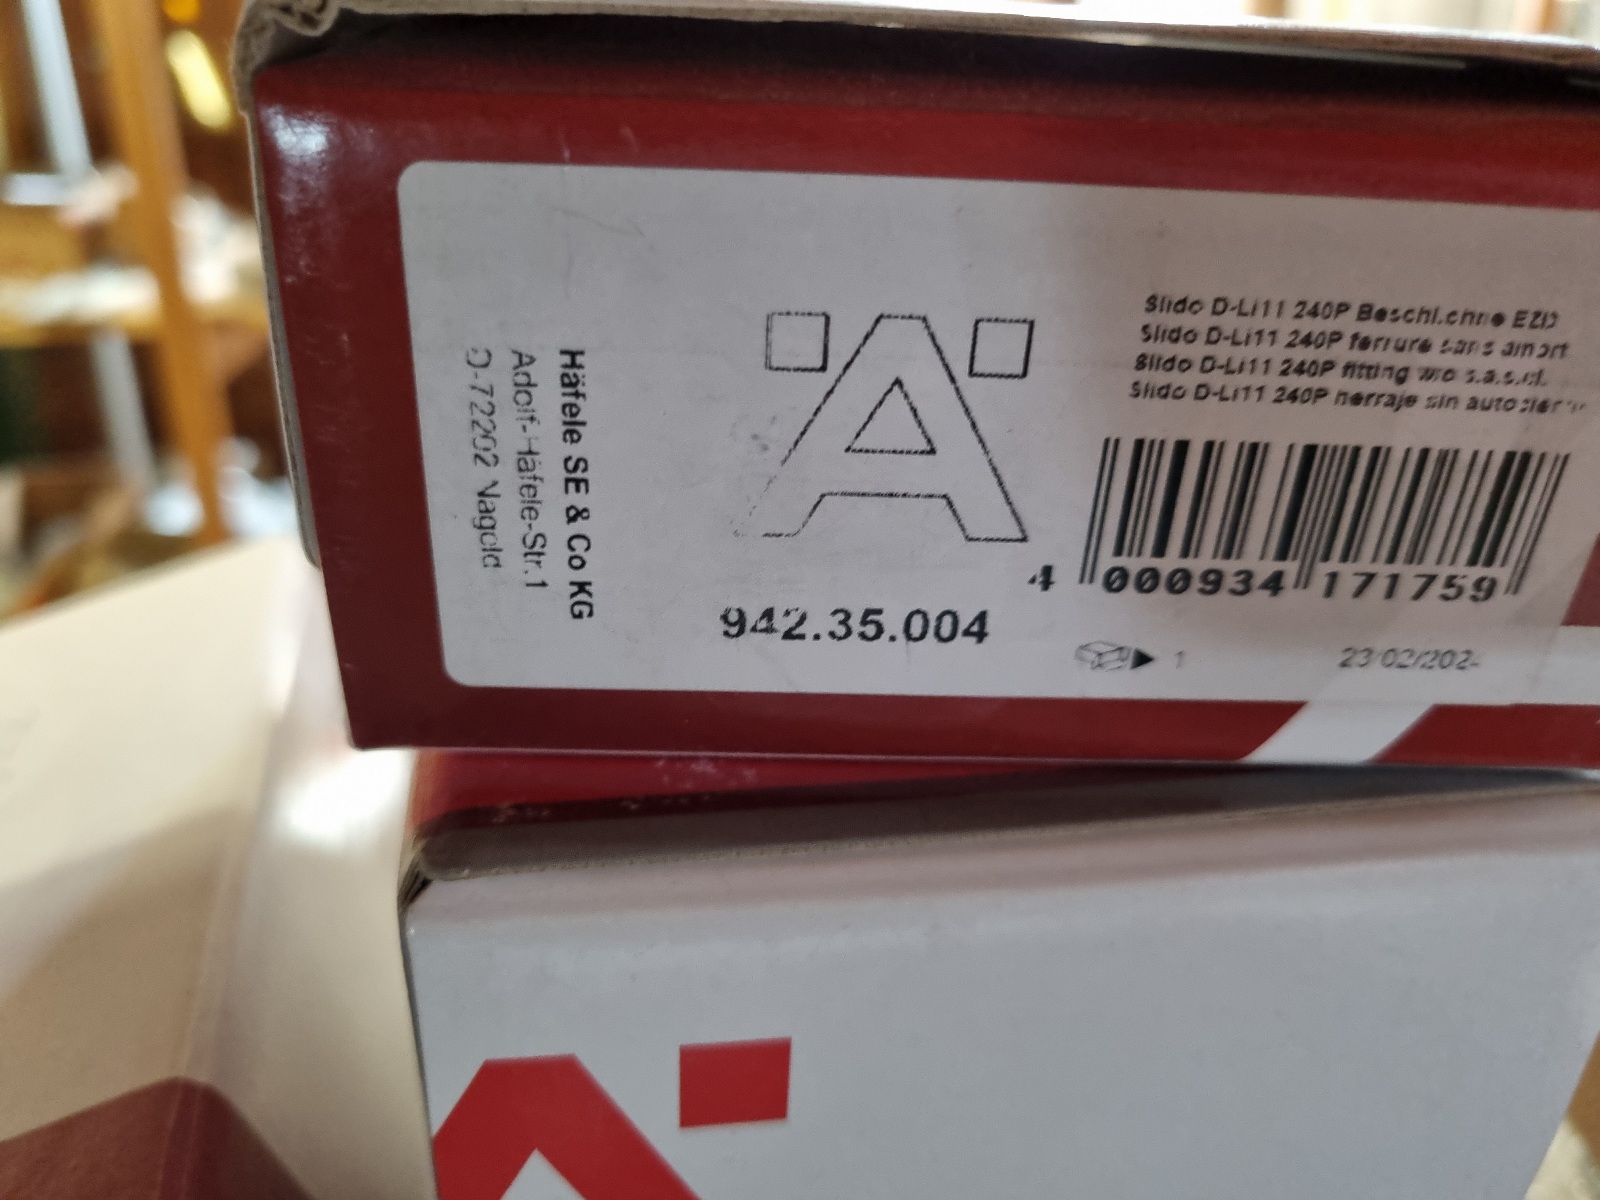 Häfele SE & Co KG
Adolf-Häfele-Str.1
D-72202 Nagold
Ä
942.35.004
Slido D-Li11 240P Beschl.ohne EZD
Slido D-Li11 240P ferrure sans amort
Slido D-Li11 240P fitting w/o s.a.s.cl.
Slido D-Li11 240P herraje sin
4 000934 171759
1
23/02/202